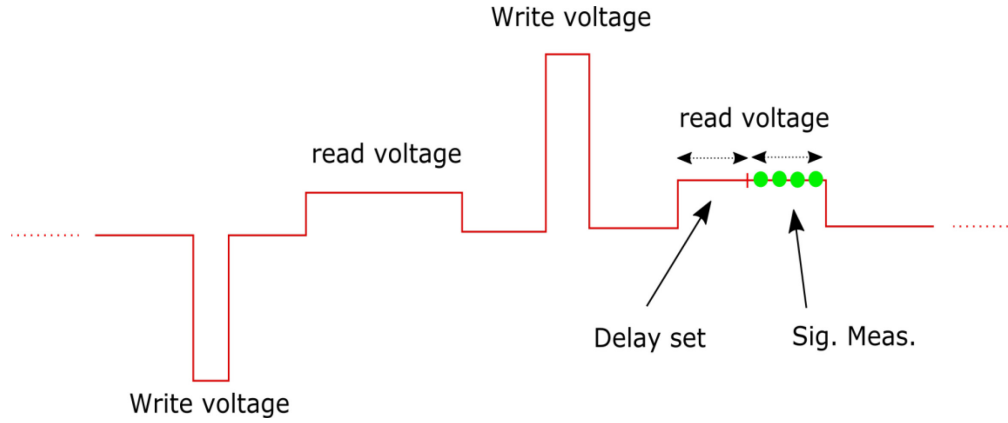 Write voltage
read voltage
read voltage
Delay set
Sig. Meas.
Write voltage